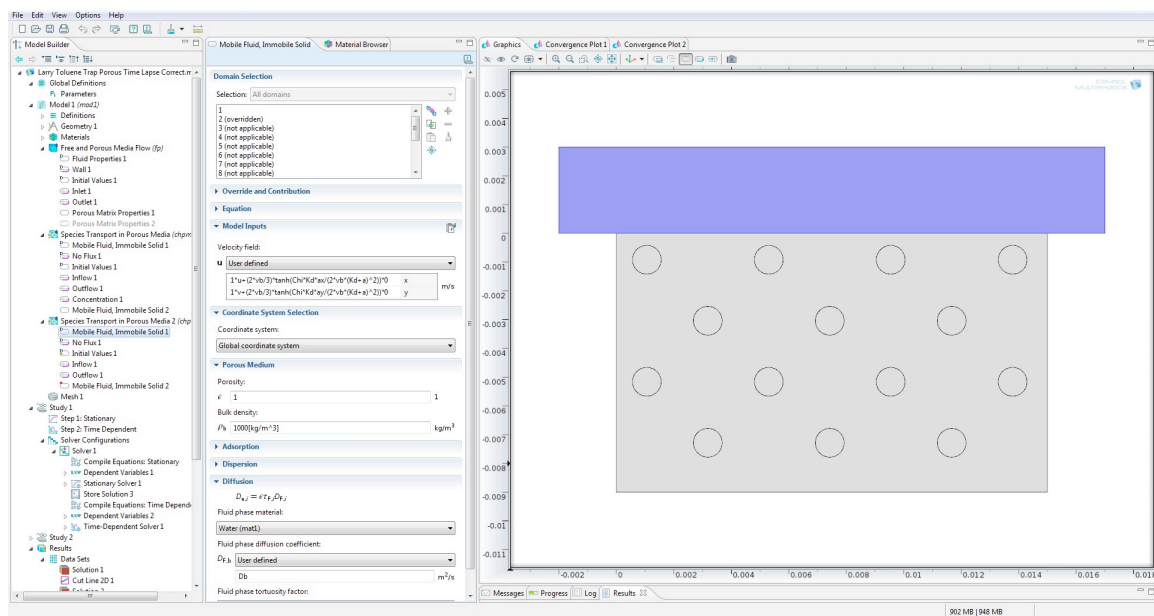 File Edit View Options Help
Model Builder
Larry Toluene Trap Porous Time Lapse Correct.m
Global Definitions
Pi Parameters
Model 1 (mod1)
Definitions
Geometry 1
Materials
Free and Porous Media Flow (fp)
Fluid Properties 1
Wall 1
Initial Values 1
Inlet 1
Outlet 1
Porous Matrix Properties 1
Porous Matrix Properties 2
Species Transport in Porous Media (chpm
Mobile Fluid, Immobile Solid 1
No Flux 1
Initial Values 1
Inflow 1
Outflow 1
Concentration 1
Mobile Fluid, Immobile Solid 2
Species Transport in Porous Media 2 (chp
Mobile Fluid, Immobile Solid 1
No Flux 1
Initial Values 1
Inflow 1
Outflow 1
Mobile Fluid, Immobile Solid 2
Mesh 1
Study 1
Step 1: Stationary
Step 2: Time Dependent
Solver Configurations
Solver 1
Compile Equations: Stationary
Dependent Variables 1
Stationary Solver 1
Store Solution 3
Compile Equations: Time Depend
Dependent Variables 2
Time-Dependent Solver 1
Study 2
Results
Data Sets
Solution 1
Cut Line 2D 1
Solution 2
Mobile Fluid, Immobile Solid Material Browser
Domain Selection
Selection: All domains
1
2 (overridden)
3 (not applicable)
4 (not applicable)
5 (not applicable)
6 (not applicable)
7 (not applicable)
8 (not applicable)
Override and Contribution
Equation
Model Inputs
Velocity field:
u User defined
1*u+(2*vb/3)*tanh(Chi*Kd*ax/(2*vb*(Kd+a)^2))*0 x
1*v+(2*vb/3)*tanh(Chi*Kd*ay/(2*vb*(Kd+a)^2))*0 y
m/s
Coordinate System Selection
Coordinate system:
Global coordinate system
Porous Medium
Porosity:
ϵ 1 1
Bulk density:
ρb 1000[kg/m^3] kg/m³
Adsorption
Dispersion
Diffusion
De,i = ϵτF,iDF,i
Fluid phase material:
Water (mat1)
Fluid phase diffusion coefficient:
DF,b User defined
Db m²/s
Fluid phase tortuosity factor:
Graphics Convergence Plot 1 Convergence Plot 2
COMSOL
MULTIPHYSICS
0.005
0.004
0.003
0.002
0.001
0
-0.001
-0.002
-0.003
-0.004
-0.005
-0.006
-0.007
-0.008
-0.009
-0.01
-0.011
-0.002 0 0.002 0.004 0.006 0.008 0.01 0.012 0.014 0.016 0.018
Messages Progress Log Results
902 MB | 948 MB